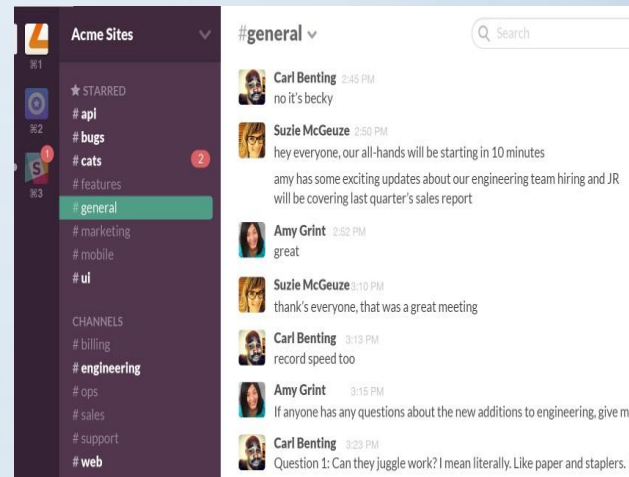 ⌘1
⌘2
1
⌘3
Acme Sites
STARRED
# api
# bugs
# cats 2
# features
# general
# marketing
# mobile
# ui
CHANNELS
# billing
# engineering
# ops
# sales
# support
# web
#general
Search
Carl Benting 2:45 PM
no it's becky
Suzie McGeuze 2:50 PM
hey everyone, our all-hands will be starting in 10 minutes
amy has some exciting updates about our engineering team hiring and JR
will be covering last quarter's sales report
Amy Grint 2:52 PM
great
Suzie McGeuze 3:10 PM
thank's everyone, that was a great meeting
Carl Benting 3:13 PM
record speed too
Amy Grint 3:15 PM
If anyone has any questions about the new additions to engineering, give m
Carl Benting 3:23 PM
Question 1: Can they juggle work? I mean literally. Like paper and staplers.